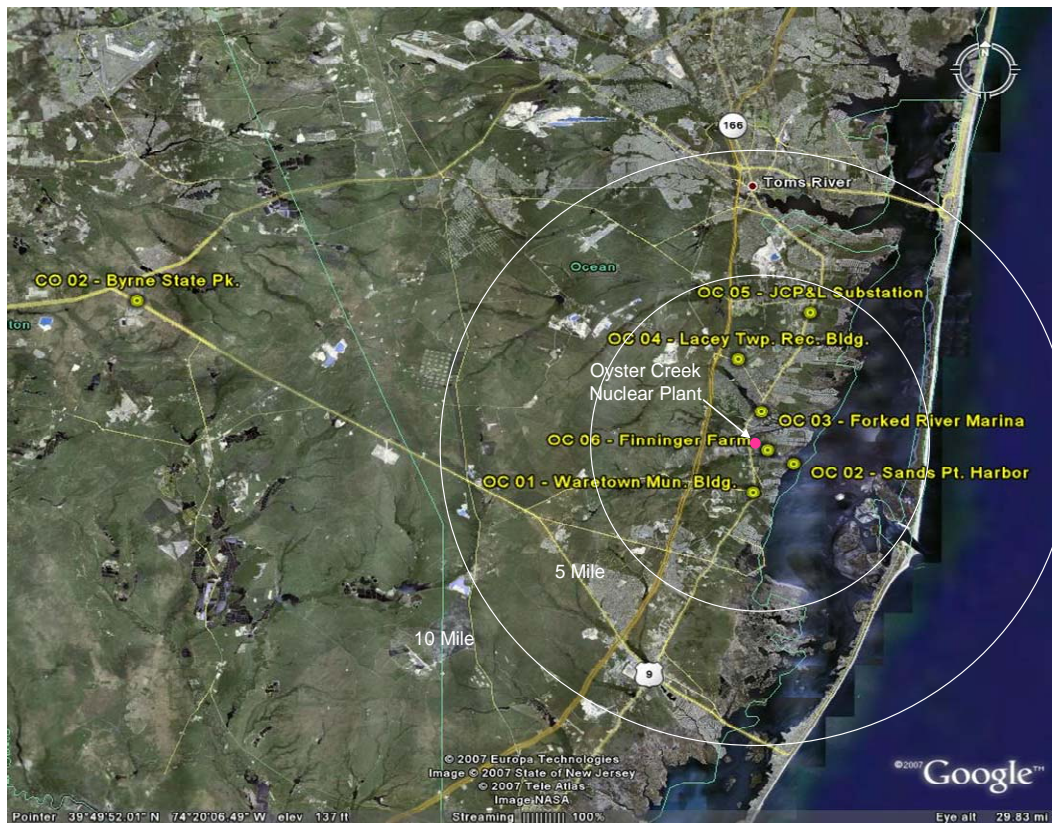 N
166
Toms River
Ocean
CO 02 - Byrne State Pk.
OC 05 - JCP&L Substation
ton
OC 04 - Lacey Twp. Rec. Bldg.
Oyster Creek
Nuclear Plant
OC 03 - Forked River Marina
OC 06 - Finninger Farm
OC 02 - Sands Pt. Harbor
OC 01 - Waretown Mun. Bldg.
5 Mile
10 Mile
9
© 2007 Europa Technologies
Image © 2007 State of New Jersey
© 2007 Tele Atlas
Image NASA
©2007 Google™
Pointer 39°49'52.01" N 74°20'06.49" W elev 137 ft Streaming |||||||||| 100% Eye alt 29.83 mi